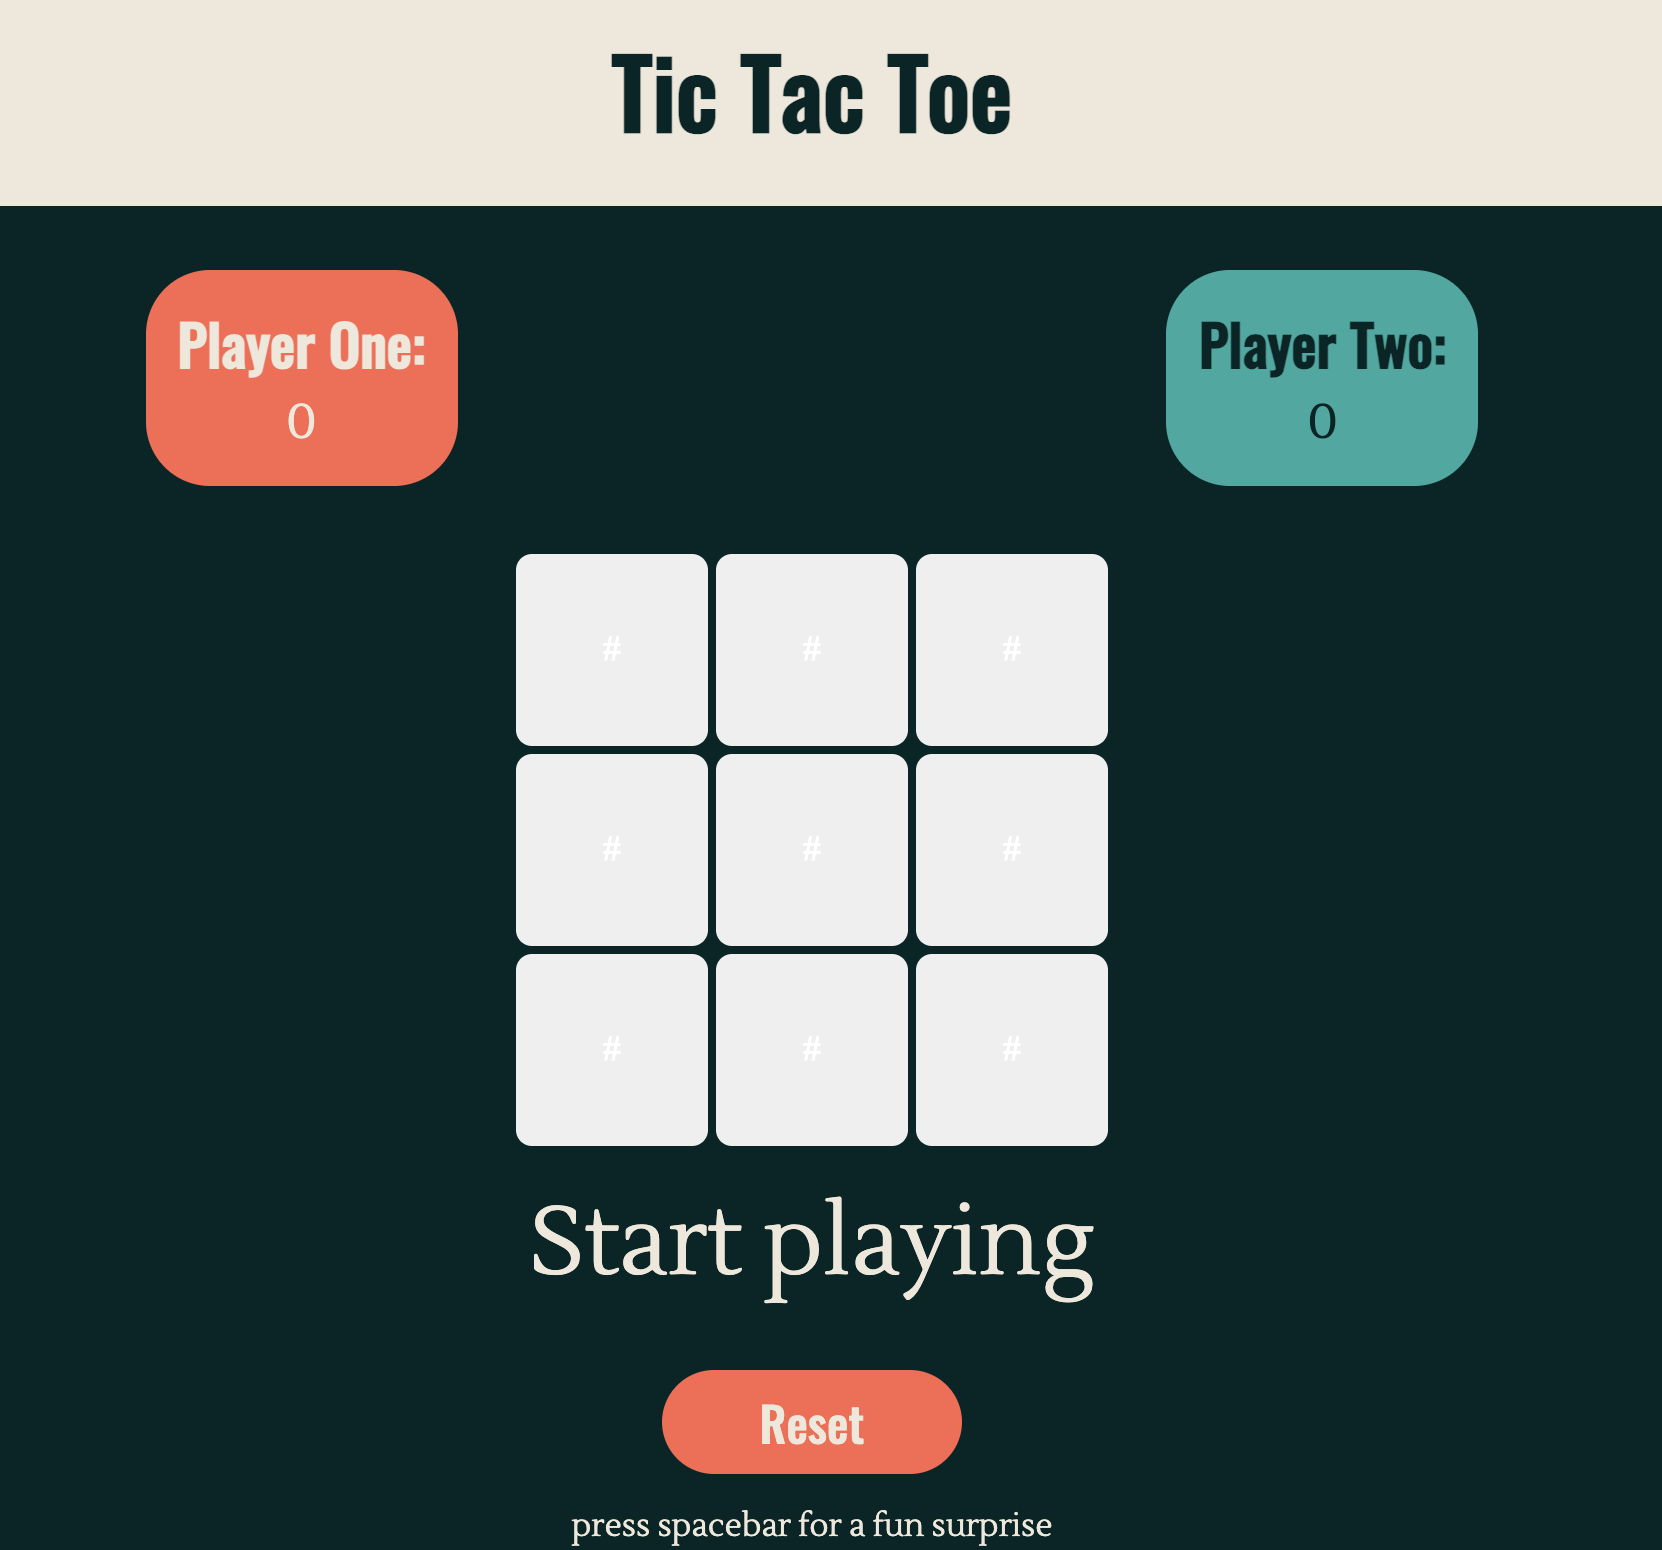 Tic Tac Toe
Player One:
0
Player Two:
0
# # #
# # #
# # #
Start playing
Reset
press spacebar for a fun surprise